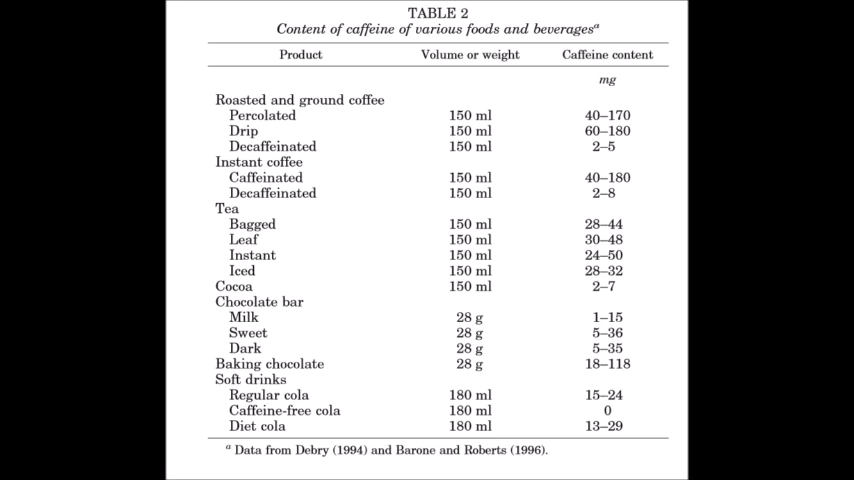 TABLE 2
Content of caffeine of various foods and beveragesᵃ
Product Volume or weight Caffeine content
mg
Roasted and ground coffee
Percolated 150 ml 40–170
Drip 150 ml 60–180
Decaffeinated 150 ml 2–5
Instant coffee
Caffeinated 150 ml 40–180
Decaffeinated 150 ml 2–8
Tea
Bagged 150 ml 28–44
Leaf 150 ml 30–48
Instant 150 ml 24–50
Iced 150 ml 28–32
Cocoa 150 ml 2–7
Chocolate bar
Milk 28 g 1–15
Sweet 28 g 5–36
Dark 28 g 5–35
Baking chocolate 28 g 18–118
Soft drinks
Regular cola 180 ml 15–24
Caffeine-free cola 180 ml 0
Diet cola 180 ml 13–29
ᵃ Data from Debry (1994) and Barone and Roberts (1996).